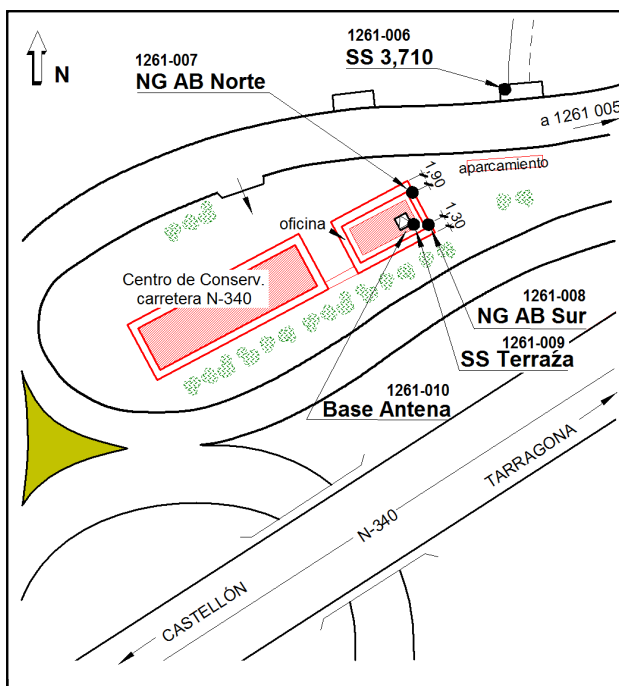 1261-006
SS 3,710
1261-007
NG AB Norte
N
a 1261 005
aparcamiento
1,90
1,30
oficina
Centro de Conserv.
carretera N-340
1261-008
NG AB Sur
1261-009
SS Terraza
1261-010
Base Antena
TARRAGONA
N-340
CASTELLÓN